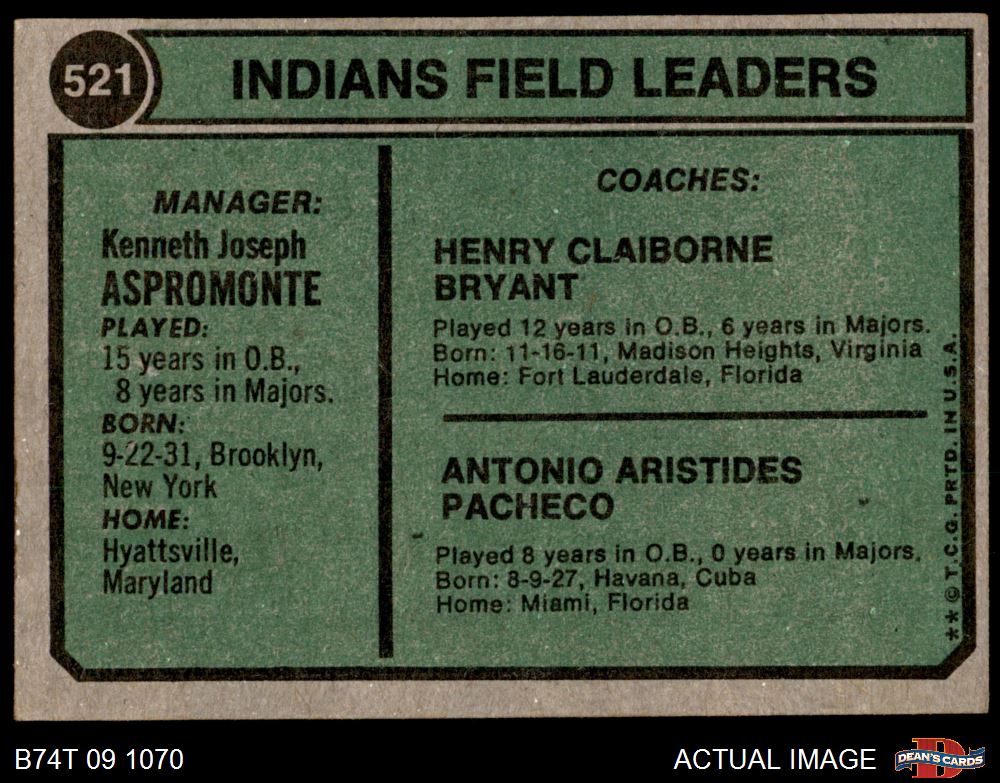 521
INDIANS FIELD LEADERS
MANAGER:
Kenneth Joseph
ASPROMONTE
PLAYED:
15 years in O.B.,
8 years in Majors.
BORN:
9-22-31, Brooklyn,
New York
HOME:
Hyattsville,
Maryland
COACHES:
HENRY CLAIBORNE
BRYANT
Played 12 years in O.B., 6 years in Majors.
Born: 11-16-11, Madison Heights, Virginia
Home: Fort Lauderdale, Florida
ANTONIO ARISTIDES
PACHECO
Played 8 years in O.B., 0 years in Majors.
Born: 8-9-27, Havana, Cuba
Home: Miami, Florida
** © T.C.G. PRTD. IN U.S.A.
B74T 09 1070
ACTUAL IMAGE
D
DEAN'S CARDS